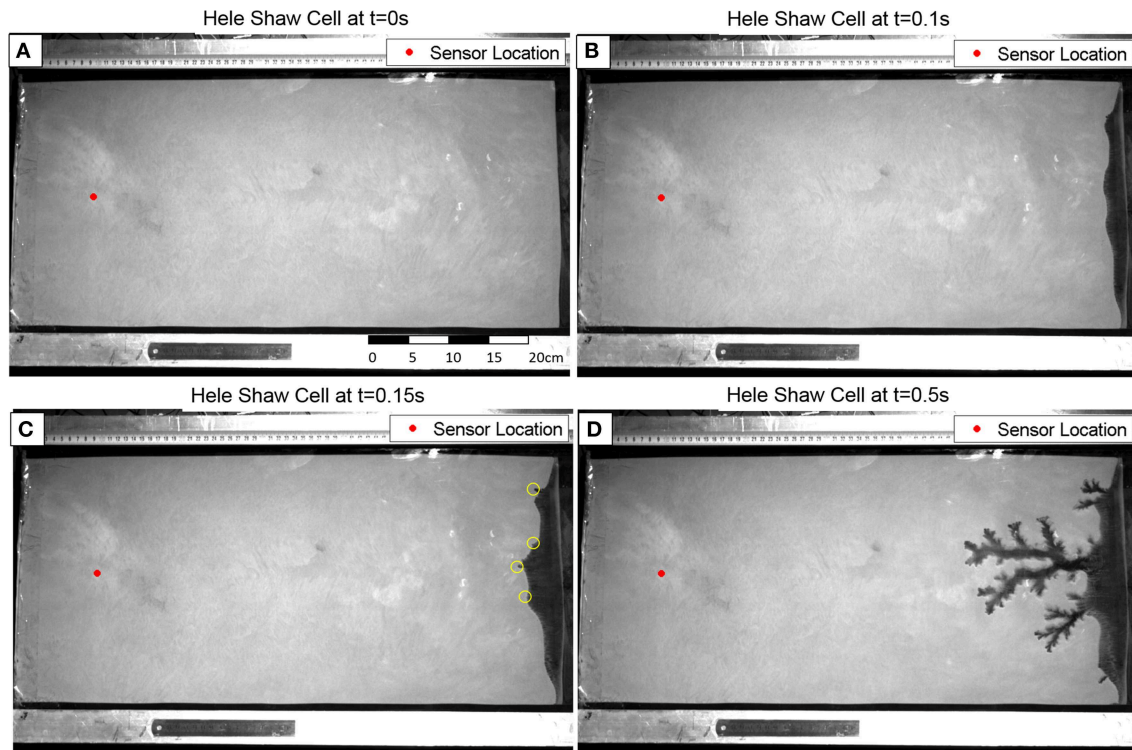 Hele Shaw Cell at t=0s
A
Sensor Location
0 5 10 15 20cm
Hele Shaw Cell at t=0.1s
B
Sensor Location
Hele Shaw Cell at t=0.15s
C
Sensor Location
Hele Shaw Cell at t=0.5s
D
Sensor Location